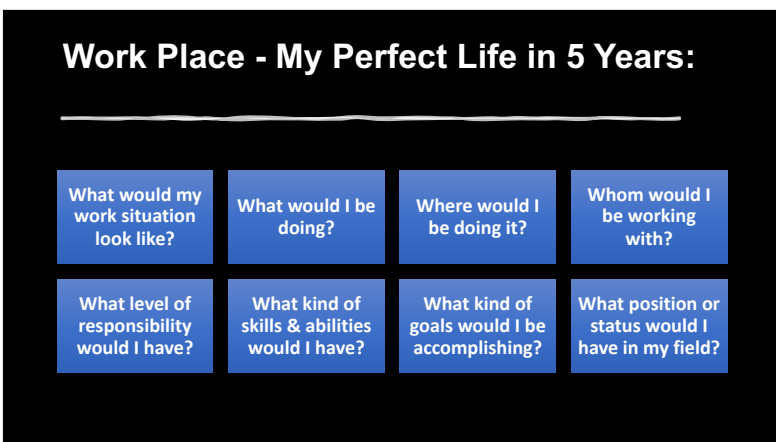 Work Place - My Perfect Life in 5 Years:
What would my
work situation
look like?
What would I be
doing?
Where would I
be doing it?
Whom would I
be working
with?
What level of
responsibility
would I have?
What kind of
skills & abilities
would I have?
What kind of
goals would I be
accomplishing?
What position or
status would I
have in my field?